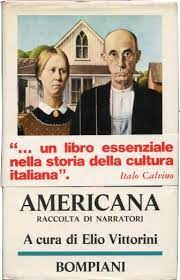 “... un libro essenziale
nella storia della cultura
italiana”.
Italo Calvino
AMERICANA
RACCOLTA DI NARRATORI
A cura di Elio Vittorini
BOMPIANI